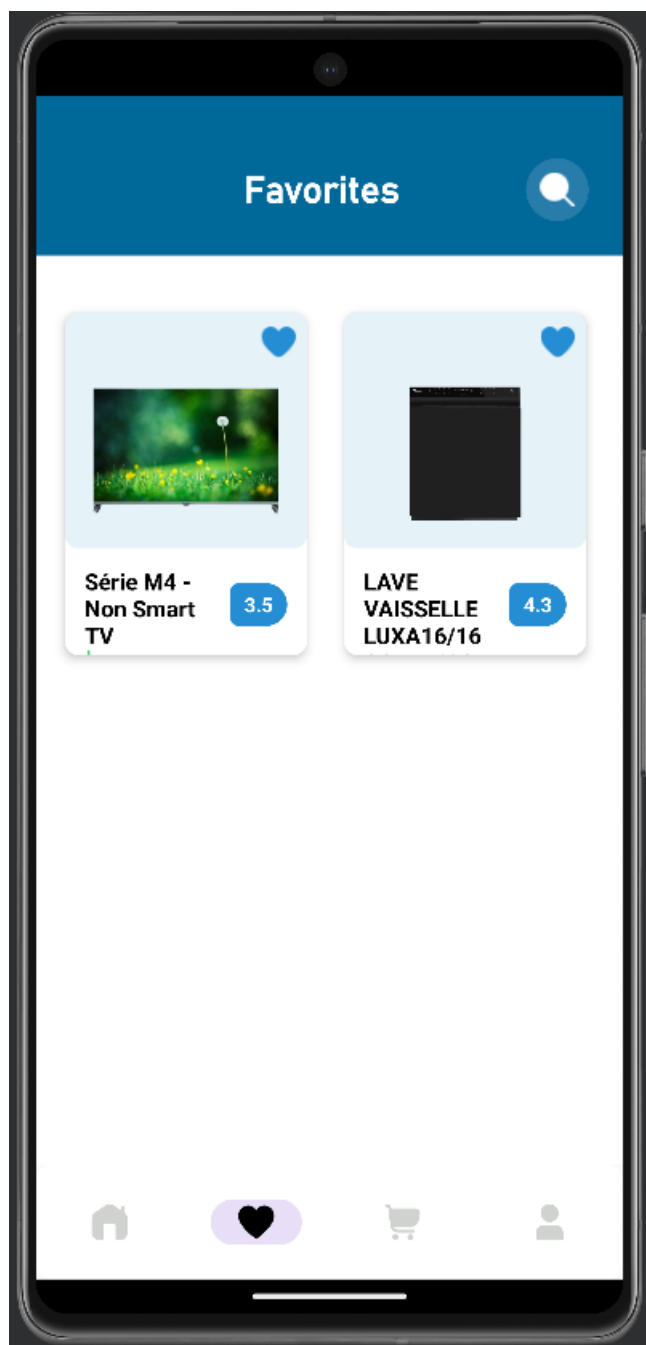 Favorites
Série M4 -
Non Smart
TV
3.5
LAVE
VAISSELLE
LUXA16/16
4.3